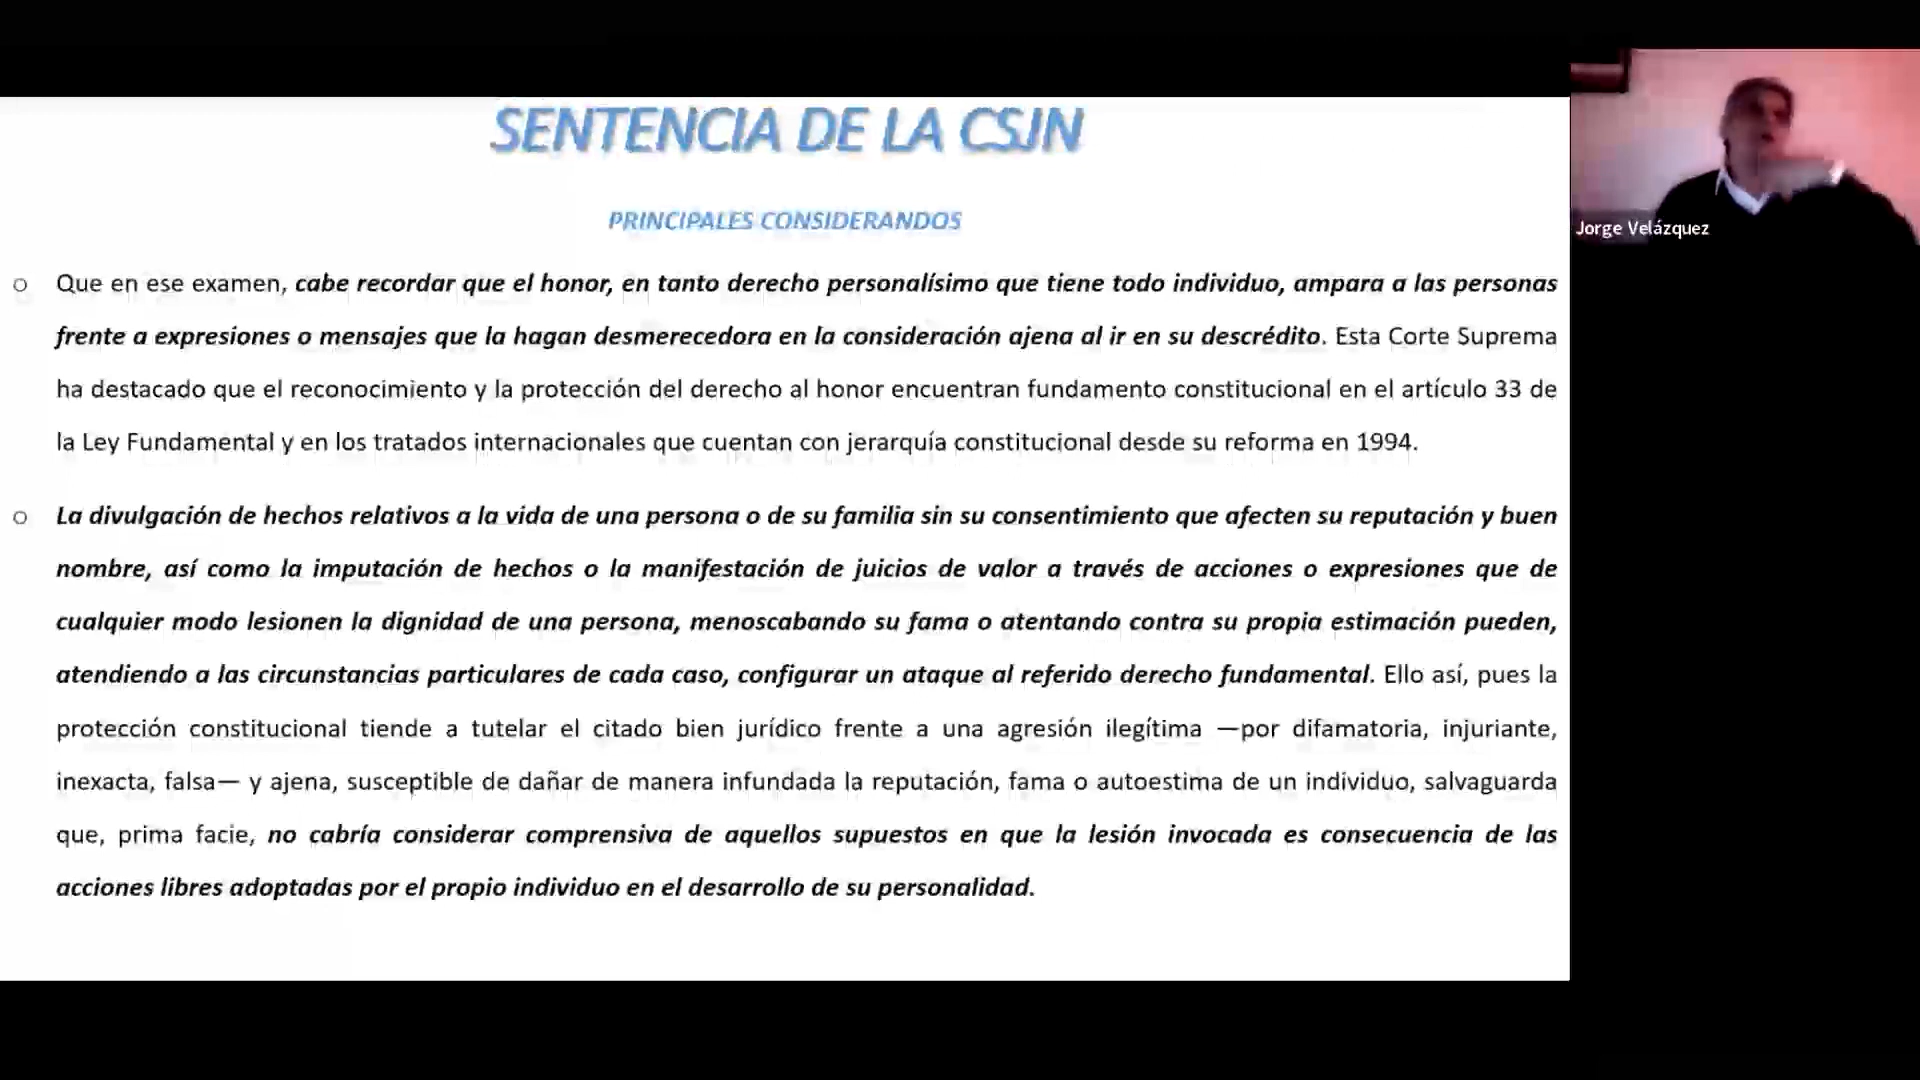 SENTENCIA DE LA CSJN
PRINCIPALES CONSIDERANDOS
o Que en ese examen, cabe recordar que el honor, en tanto derecho personalísimo que tiene todo individuo, ampara a las personas
frente a expresiones o mensajes que la hagan desmerecedora en la consideración ajena al ir en su descrédito. Esta Corte Suprema
ha destacado que el reconocimiento y la protección del derecho al honor encuentran fundamento constitucional en el artículo 33 de
la Ley Fundamental y en los tratados internacionales que cuentan con jerarquía constitucional desde su reforma en 1994.
o La divulgación de hechos relativos a la vida de una persona o de su familia sin su consentimiento que afecten su reputación y buen
nombre, así como la imputación de hechos o la manifestación de juicios de valor a través de acciones o expresiones que de
cualquier modo lesionen la dignidad de una persona, menoscabando su fama o atentando contra su propia estimación pueden,
atendiendo a las circunstancias particulares de cada caso, configurar un ataque al referido derecho fundamental. Ello así, pues la
protección constitucional tiende a tutelar el citado bien jurídico frente a una agresión ilegítima —por difamatoria, injuriante,
inexacta, falsa— y ajena, susceptible de dañar de manera infundada la reputación, fama o autoestima de un individuo, salvaguarda
que, prima facie, no cabría considerar comprensiva de aquellos supuestos en que la lesión invocada es consecuencia de las
acciones libres adoptadas por el propio individuo en el desarrollo de su personalidad.
Jorge Velázquez